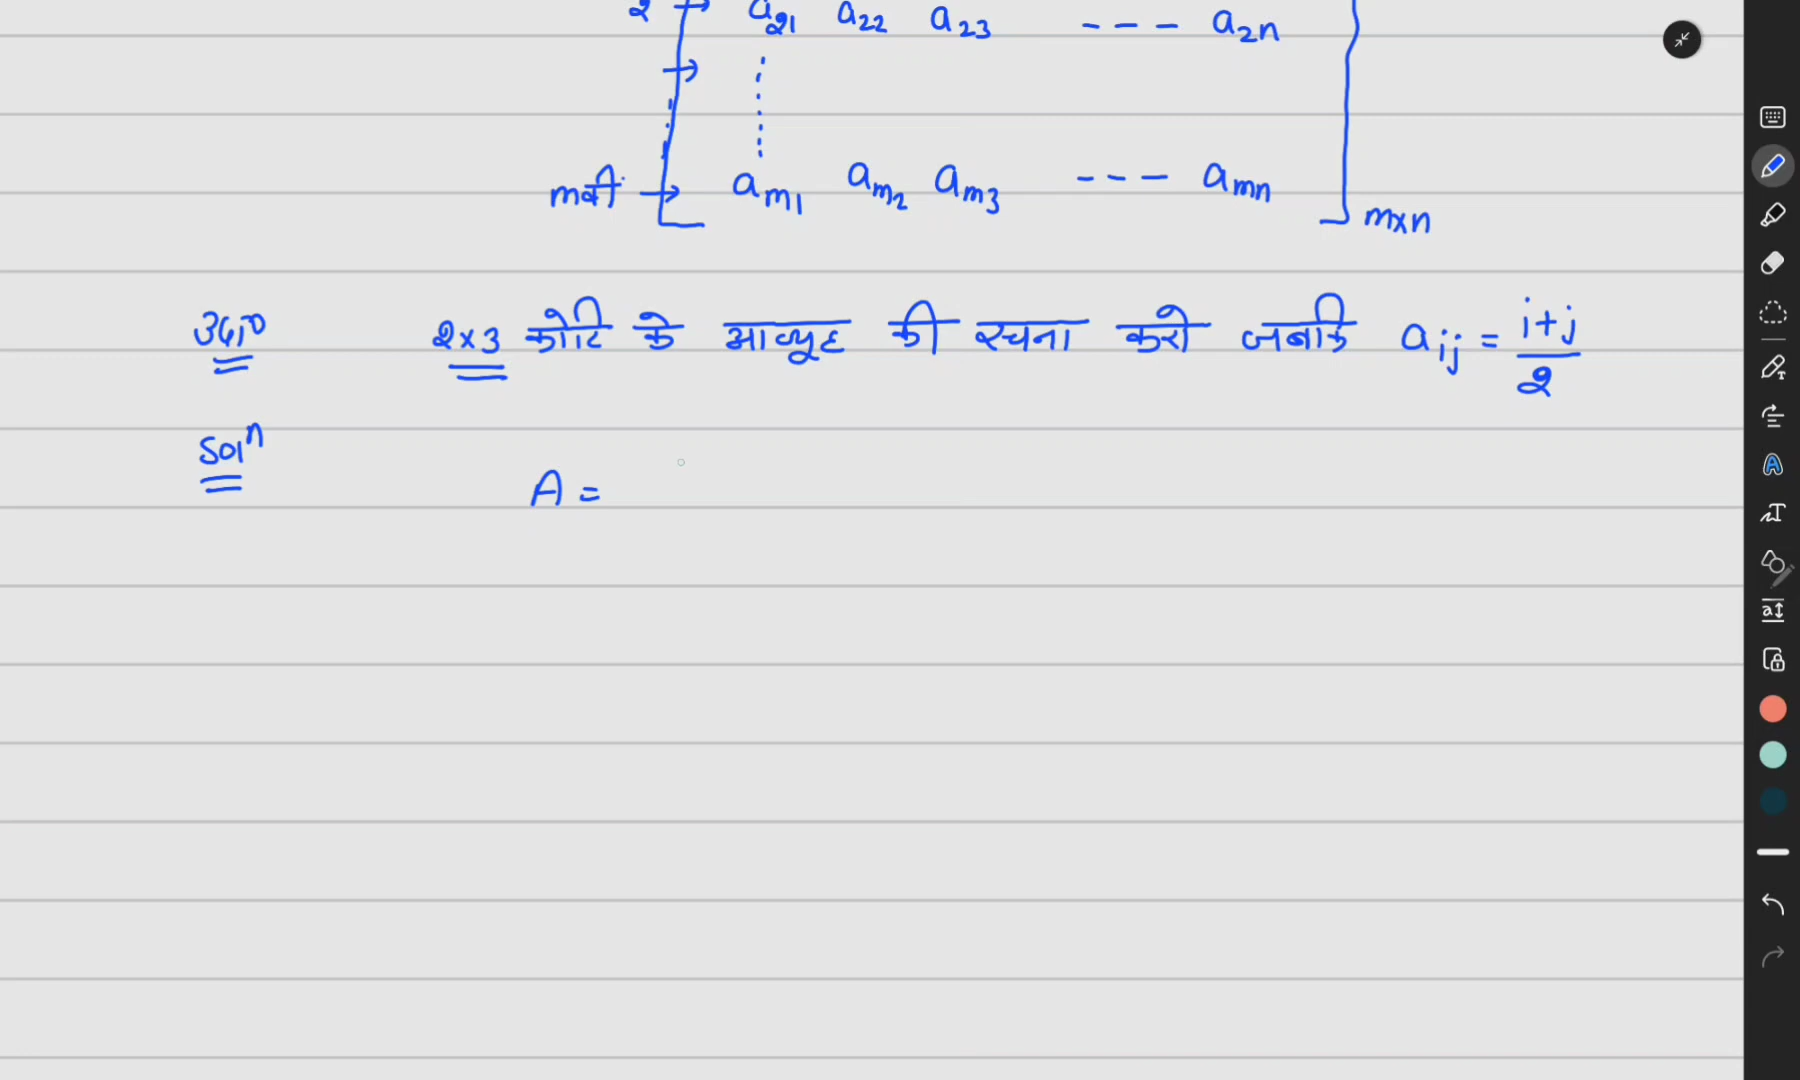 2 → a21 a22 a23 --- a2n
→
mवीं → am1 am2 am3 --- amn m×n
उदा० 2×3 कोटि के आव्यूह की रचना करो जबकि aij = i+j/2
Solⁿ
A =